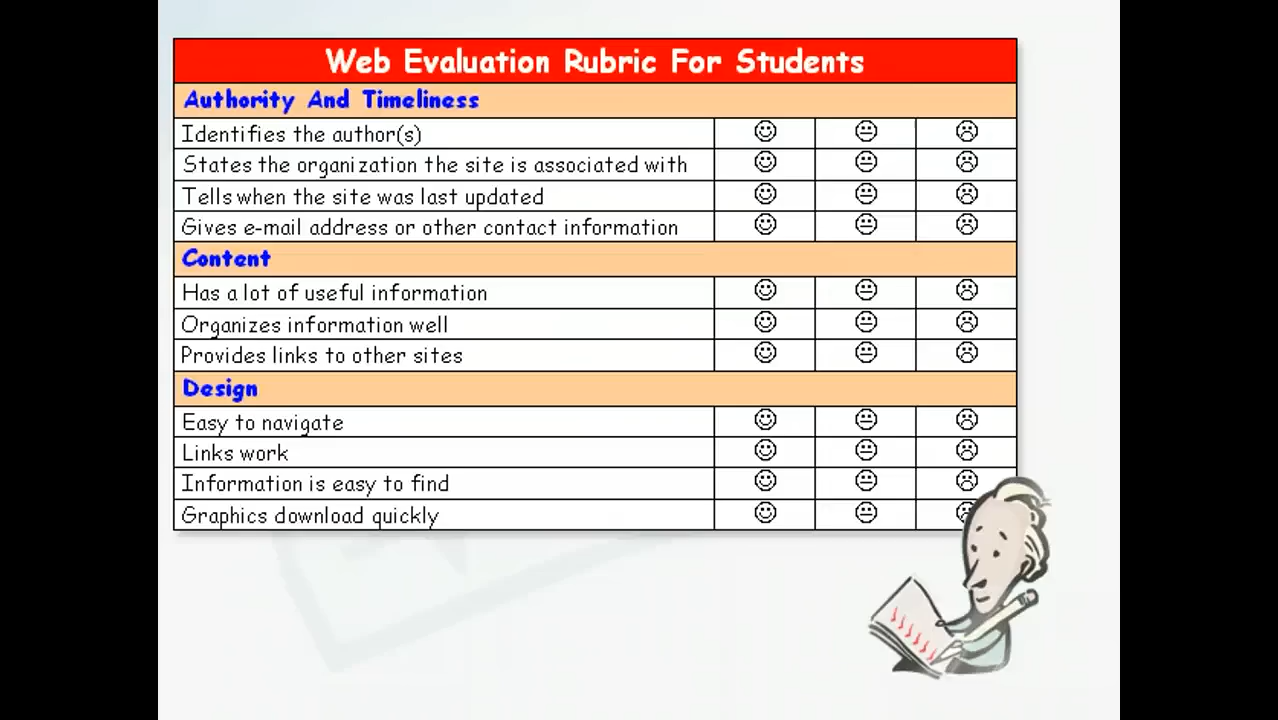 Web Evaluation Rubric For Students
Authority And Timeliness
Identifies the author(s)
States the organization the site is associated with
Tells when the site was last updated
Gives e-mail address or other contact information
Content
Has a lot of useful information
Organizes information well
Provides links to other sites
Design
Easy to navigate
Links work
Information is easy to find
Graphics download quickly